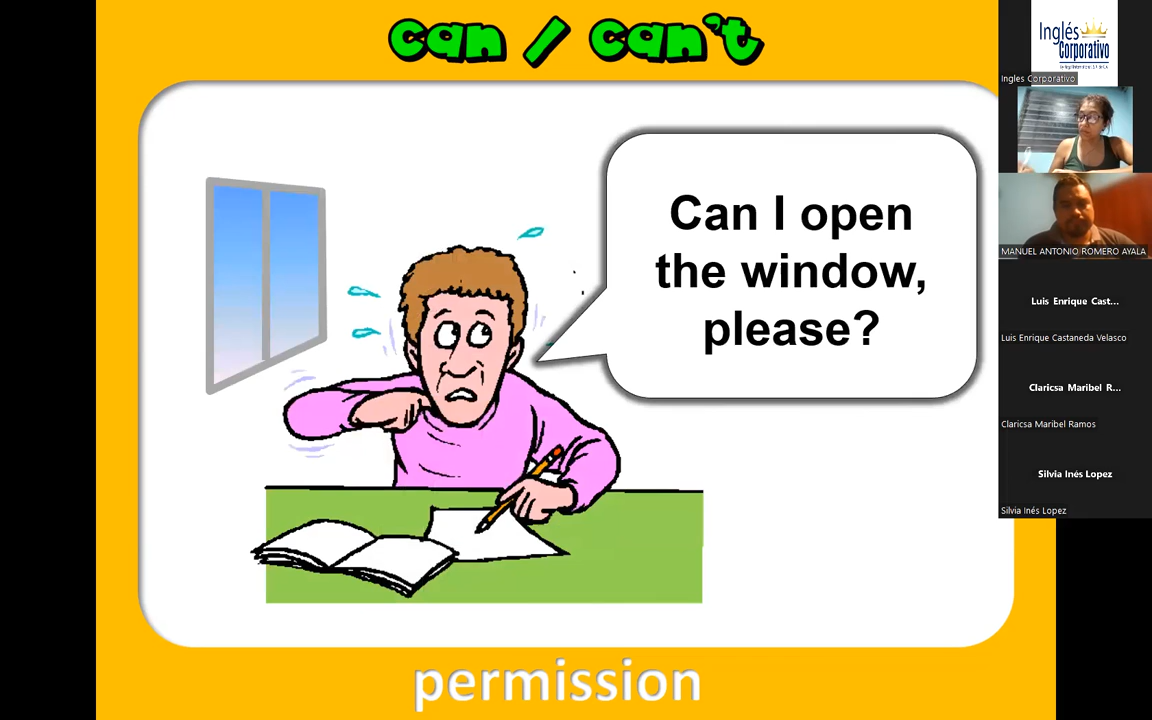 can / can't
Can I open
the window,
please?
permission
Inglés
Corporativo
Ingles Corporativo
MANUEL ANTONIO ROMERO AYALA
Luis Enrique Cast...
Luis Enrique Castaneda Velasco
Claricsa Maribel R...
Claricsa Maribel Ramos
Silvia Inés Lopez
Silvia Inés Lopez